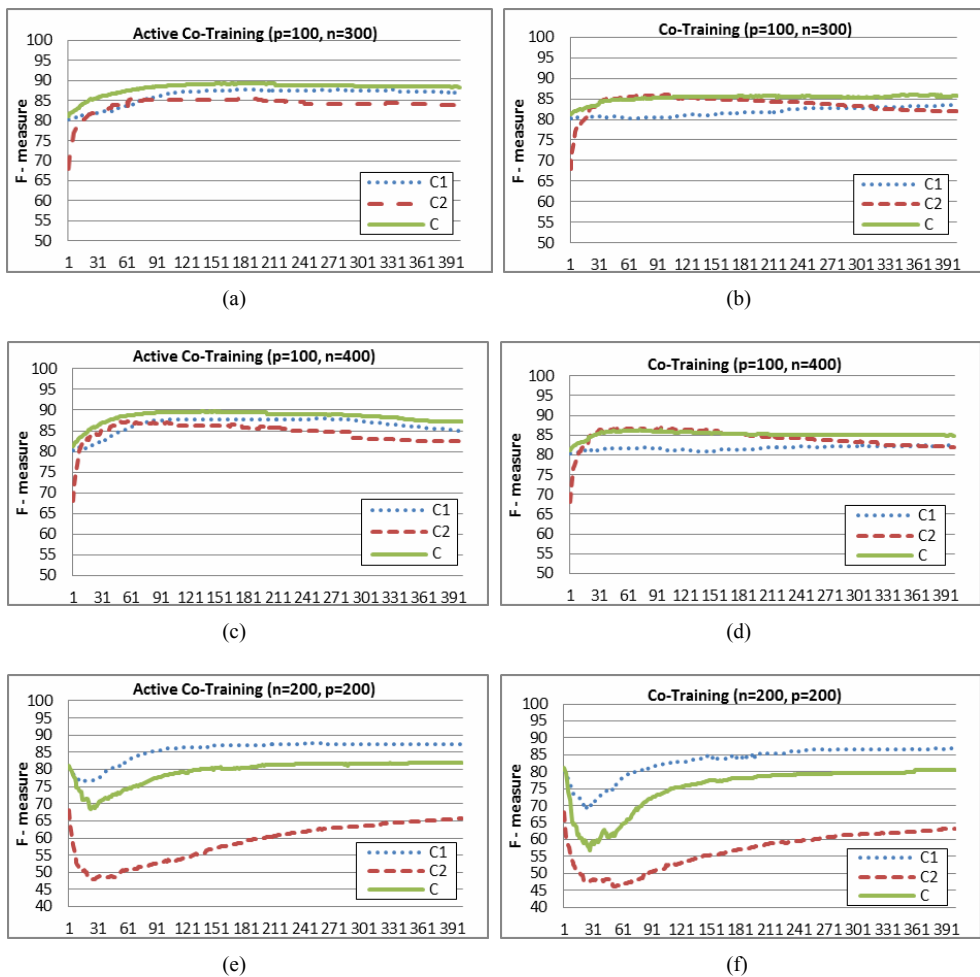 Active Co-Training (p=100, n=300)
F - measure
100
95
90
85
80
75
70
65
60
55
50
C1
C2
C
1 31 61 91 121 151 181 211 241 271 301 331 361 391
(a)
Co-Training (p=100, n=300)
F - measure
100
95
90
85
80
75
70
65
60
55
50
C1
C2
C
1 31 61 91 121 151 181 211 241 271 301 331 361 391
(b)
Active Co-Training (p=100, n=400)
F - measure
100
95
90
85
80
75
70
65
60
55
50
C1
C2
C
1 31 61 91 121 151 181 211 241 271 301 331 361 391
(c)
Co-Training (p=100, n=400)
F - measure
100
95
90
85
80
75
70
65
60
55
50
C1
C2
C
1 31 61 91 121 151 181 211 241 271 301 331 361 391
(d)
Active Co-Training (n=200, p=200)
F - measure
100
95
90
85
80
75
70
65
60
55
50
45
40
C1
C2
C
1 31 61 91 121 151 181 211 241 271 301 331 361 391
(e)
Co-Training (n=200, p=200)
F - measure
100
95
90
85
80
75
70
65
60
55
50
45
40
C1
C2
C
1 31 61 91 121 151 181 211 241 271 301 331 361 391
(f)